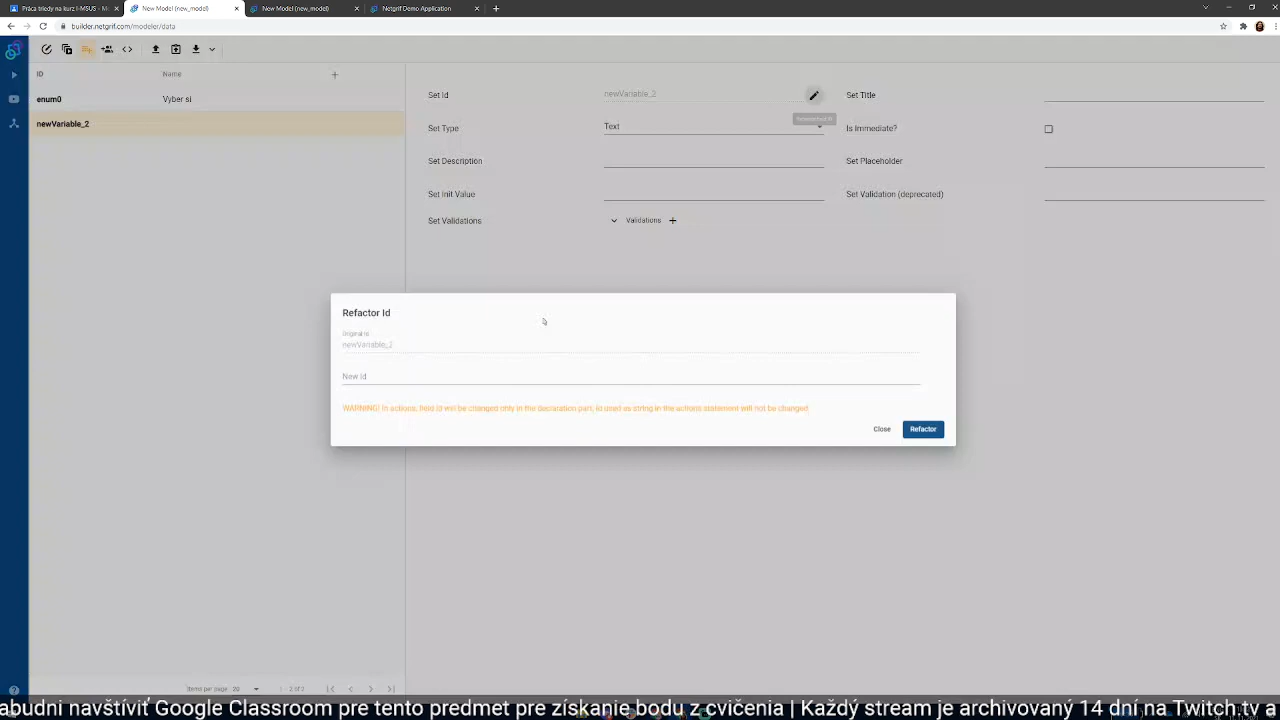 Práca triedy na kurz I-MSUS - M
New Model (new_model)
New Model (new_model)
Netgrif Demo Application
builder.netgrif.com/modeler/data
ID
Name
enum0
Vyber si
newVariable_2
Set Id
newVariable_2
Set Title
Set Type
Text
Is Immediate?
Set Description
Set Placeholder
Set Init Value
Set Validation (deprecated)
Set Validations
Validations
Refactor Id
Original Id
newVariable_2
New Id
WARNING! In actions, field id will be changed only in the declaration part, id used as string in the actions statement will not be changed.
Close
Refactor
Items per page 20
1 - 2 of 2
abudni navštíviť Google Classroom pre tento predmet pre získanie bodu z cvičenia | Každý stream je archivovaný 14 dní na Twitch.tv a